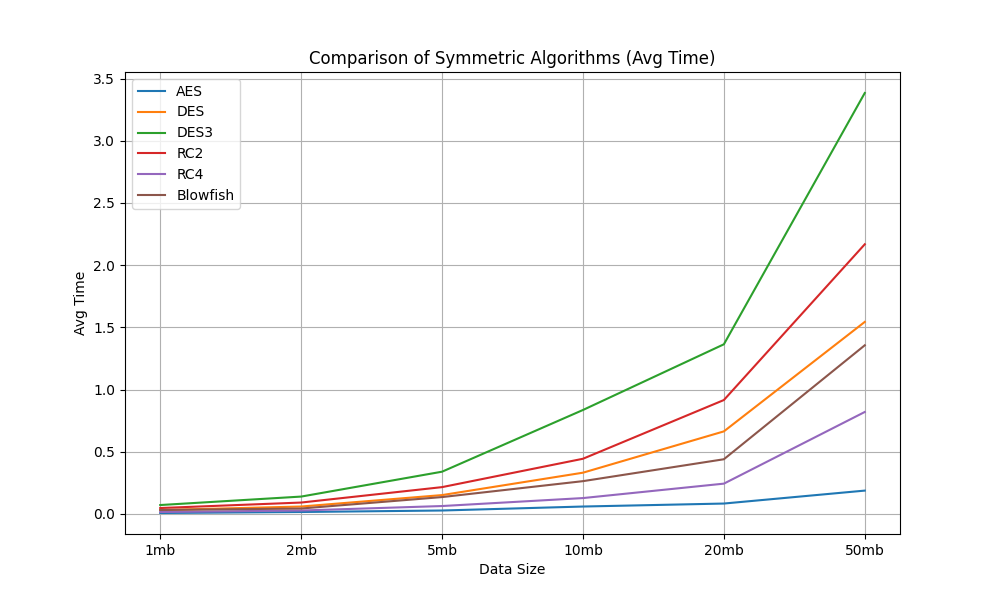 Comparison of Symmetric Algorithms (Avg Time)
3.5
3.0
2.5
2.0
1.5
1.0
0.5
0.0
Avg Time
AES
DES
DES3
RC2
RC4
Blowfish
1mb 2mb 5mb 10mb 20mb 50mb
Data Size